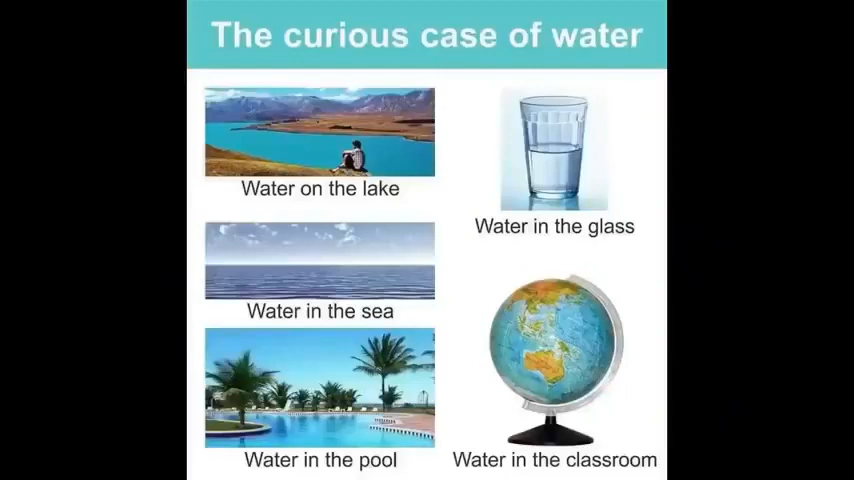 The curious case of water
Water on the lake
Water in the glass
Water in the sea
Water in the pool
Water in the classroom